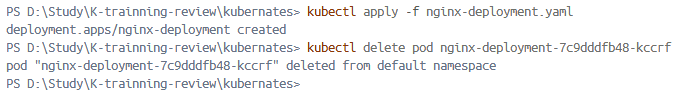 PS D:\Study\K-trainning-review\kubernates> kubectl apply -f nginx-deployment.yaml
deployment.apps/nginx-deployment created
PS D:\Study\K-trainning-review\kubernates> kubectl delete pod nginx-deployment-7c9dddfb48-kccrf
pod "nginx-deployment-7c9dddfb48-kccrf" deleted from default namespace
PS D:\Study\K-trainning-review\kubernates>